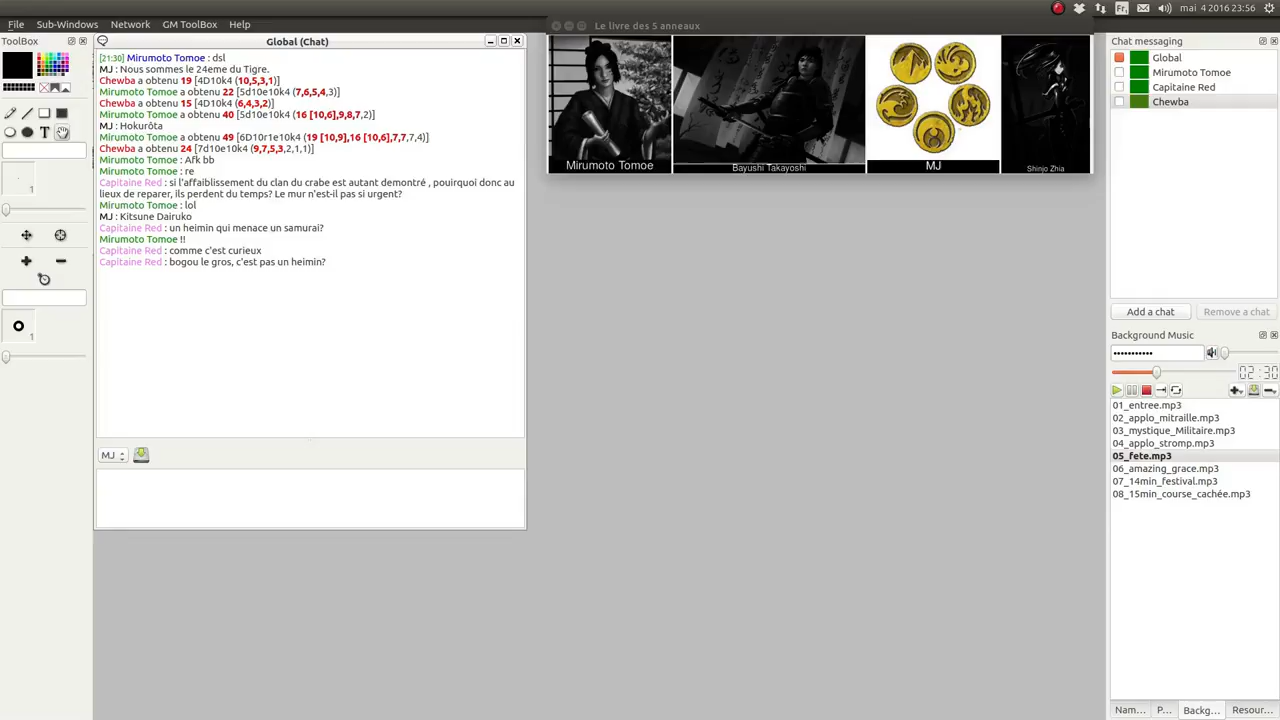 Le livre des 5 anneaux
Fr
mai 4 2016 23:56
File Sub-Windows Network GM ToolBox Help
ToolBox
T
1
1
Global (Chat)
[21:30] Mirumoto Tomoe : dsl
MJ : Nous sommes le 24eme du Tigre.
Chewba a obtenu 19 [4D10k4 (10,5,3,1)]
Mirumoto Tomoe a obtenu 22 [5d10e10k4 (7,6,5,4,3)]
Chewba a obtenu 15 [4D10k4 (6,4,3,2)]
Mirumoto Tomoe a obtenu 40 [5d10e10k4 (16 [10,6],9,8,7,2)]
MJ : Hokurôta
Mirumoto Tomoe a obtenu 49 [6D10r1e10k4 (19 [10,9],16 [10,6],7,7,7,4)]
Chewba a obtenu 24 [7d10e10k4 (9,7,5,3,2,1,1)]
Mirumoto Tomoe : Afk bb
Mirumoto Tomoe : re
Capitaine Red : si l'affaiblissement du clan du crabe est autant demontré , pouirquoi donc au
lieux de reparer, ils perdent du temps? Le mur n'est-il pas si urgent?
Mirumoto Tomoe : lol
MJ : Kitsune Dairuko
Capitaine Red : un heimin qui menace un samurai?
Mirumoto Tomoe !!
Capitaine Red : comme c'est curieux
Capitaine Red : bogou le gros, c'est pas un heimin?
MJ
Mirumoto Tomoe
Bayushi Takayoshi
MJ
Shinjo Zhia
Chat messaging
Global
Mirumoto Tomoe
Capitaine Red
Chewba
Add a chat
Remove a chat
Background Music
02:30
01_entree.mp3
02_applo_mitraille.mp3
03_mystique_Militaire.mp3
04_applo_stromp.mp3
05_fete.mp3
06_amazing_grace.mp3
07_14min_festival.mp3
08_15min_course_cachée.mp3
Nam... P... Backg... Resour...